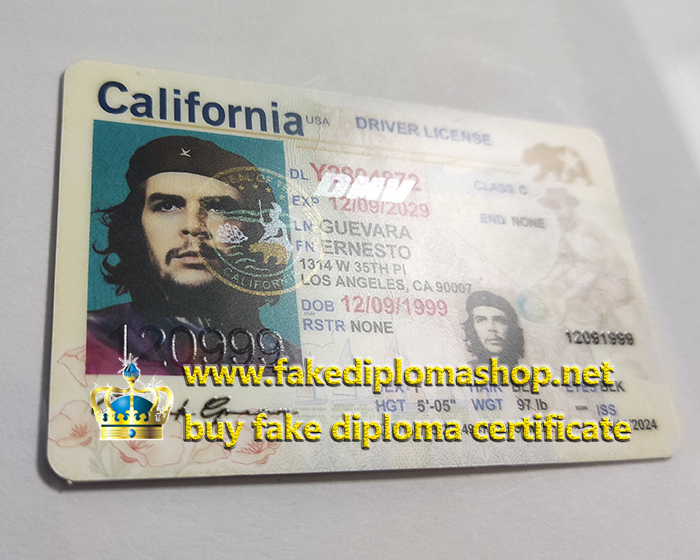 California USA DRIVER LICENSE
DL
DMV
CLASS C
EXP 12/09/2029
END NONE
LN GUEVARA
FN ERNESTO
1314 W 35TH Pl
LOS ANGELES, CA 90007
DOB 12/09/1999
RSTR NONE
120999
12091999
www.fakediplomashop.net
HGT 5'-05" WGT 97 lb
ISS
buy fake diploma certificate
2024